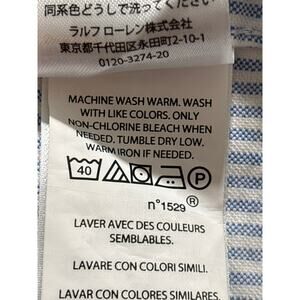 同系色どうしで洗ってください
ラルフ ローレン株式会社
東京都千代田区永田町2-10-1
0120-3274-20
MACHINE WASH WARM. WASH
WITH LIKE COLORS. ONLY
NON-CHLORINE BLEACH WHEN
NEEDED. TUMBLE DRY LOW.
WARM IRON IF NEEDED.
40 P ®
n°1529
LAVER AVEC DES COULEURS
SEMBLABLES.
LAVARE CON COLORI SIMILI.
LAVAR CON COLORES SIMILARES.